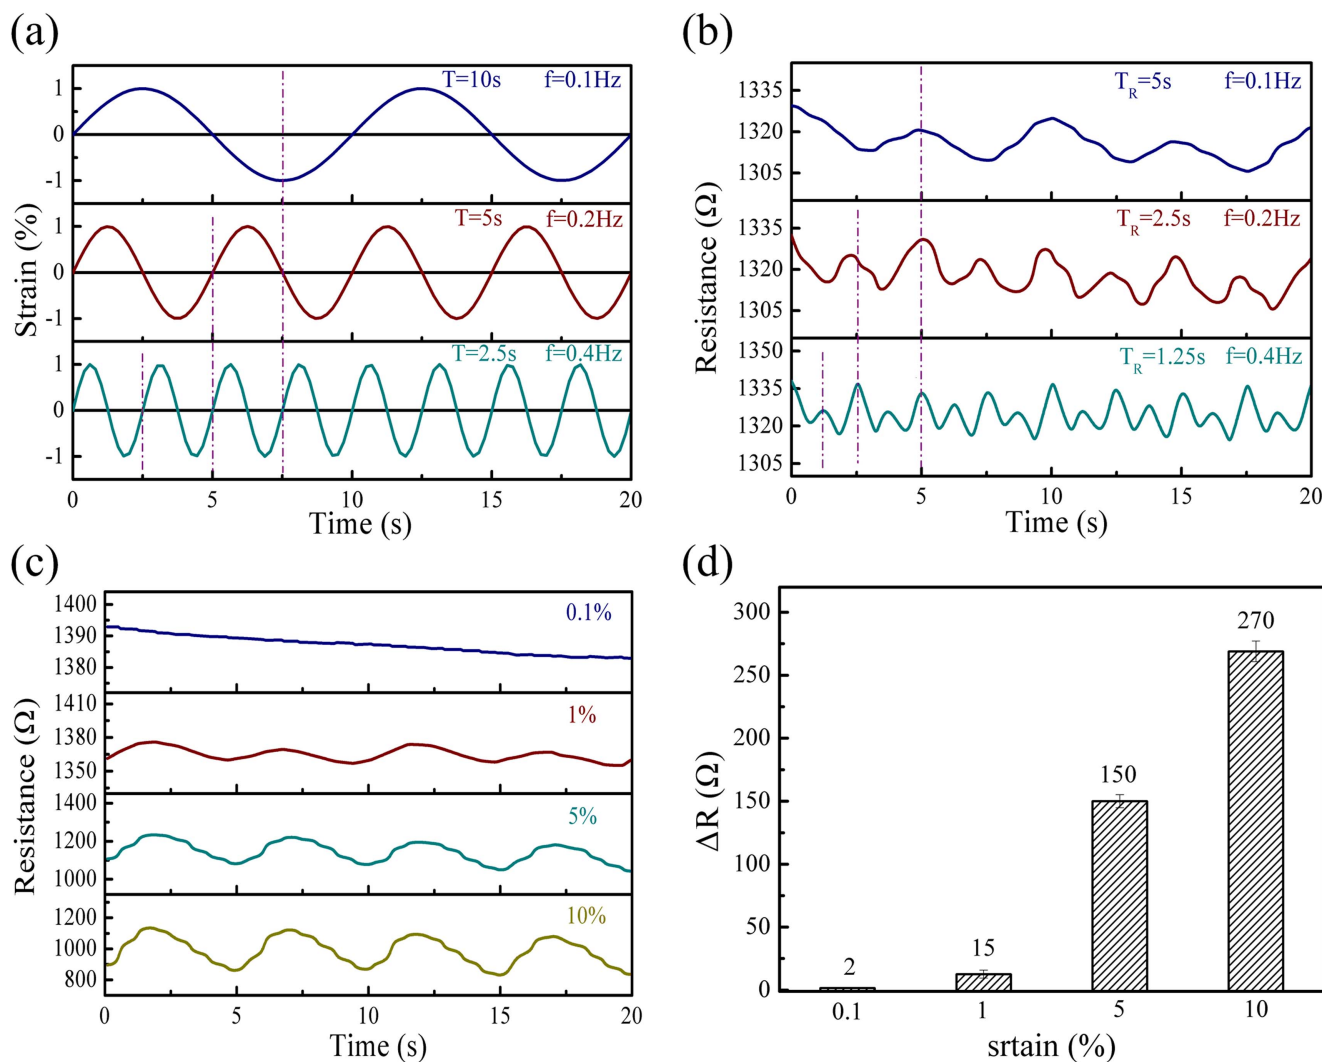 (a)
T=10s f=0.1Hz
1
0
-1
T=5s f=0.2Hz
1
0
-1
T=2.5s f=0.4Hz
1
0
-1
Strain (%)
0 5 10 15 20
Time (s)
(b)
T_R=5s f=0.1Hz
1335
1320
1305
T_R=2.5s f=0.2Hz
1335
1320
1305
T_R=1.25s f=0.4Hz
1350
1335
1320
1305
Resistance (Ω)
0 5 10 15 20
Time (s)
(c)
0.1%
1400
1390
1380
1%
1410
1380
1350
5%
1400
1200
1000
10%
1200
1000
800
Resistance (Ω)
0 5 10 15 20
Time (s)
(d)
300
250
200
150
100
50
0
ΔR (Ω)
2
15
150
270
0.1 1 5 10
srtain (%)